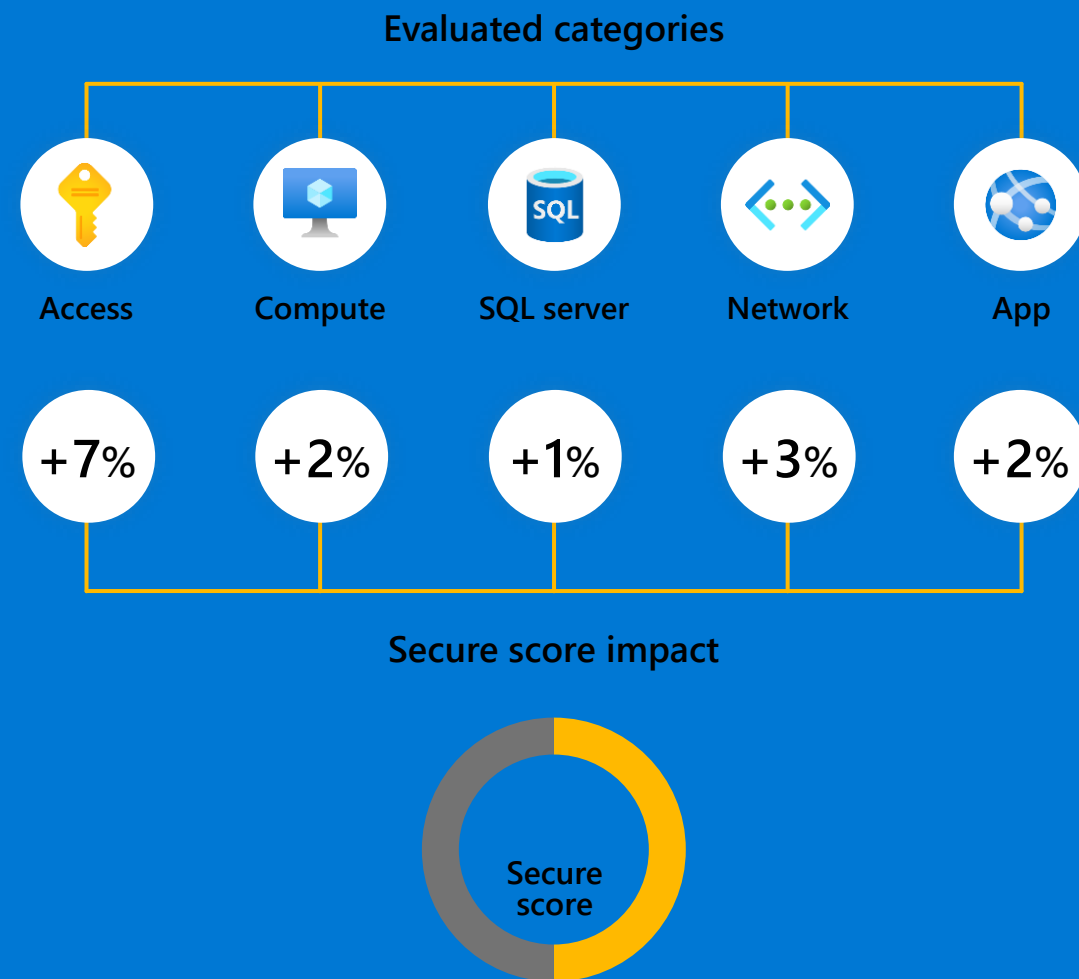 Evaluated categories
SQL
Access Compute SQL server Network App
+7% +2% +1% +3% +2%
Secure score impact
Secure
score